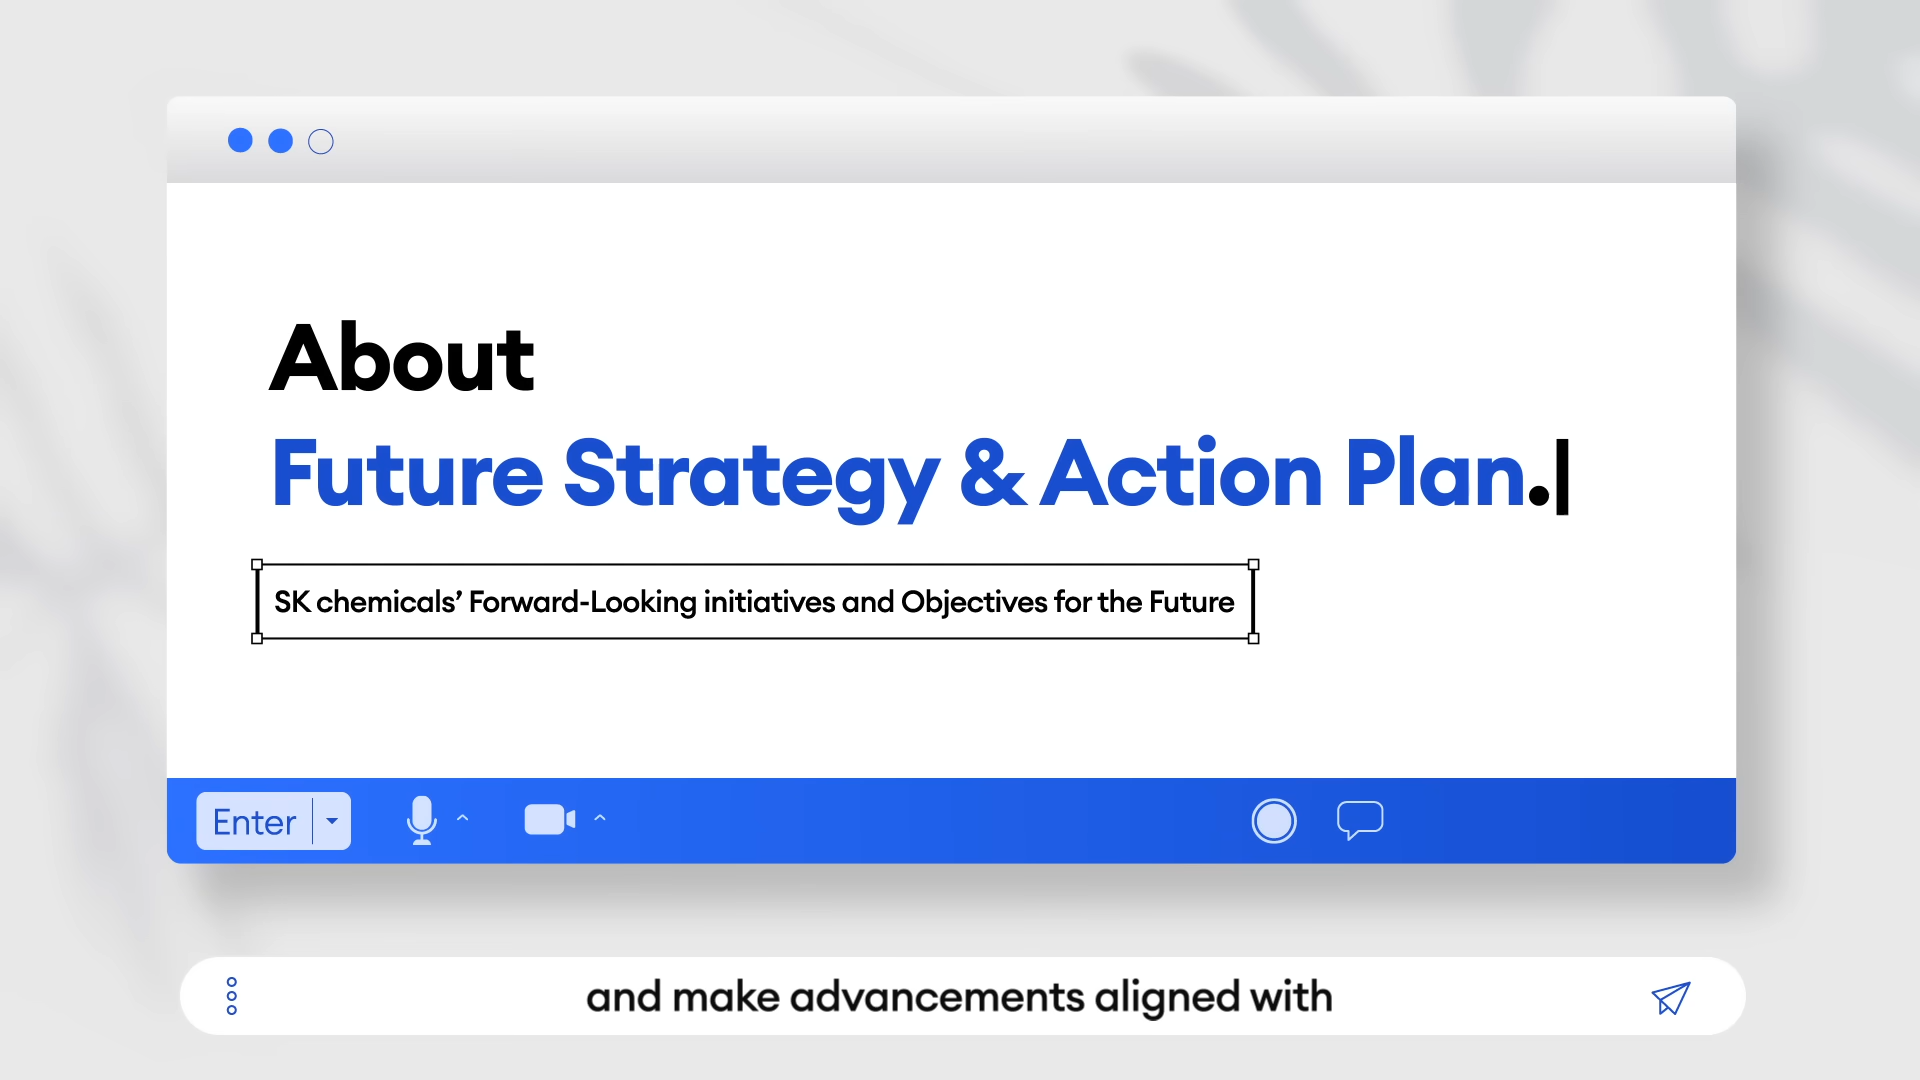 About
Future Strategy & Action Plan.
SK chemicals’ Forward-Looking initiatives and Objectives for the Future
Enter
and make advancements aligned with